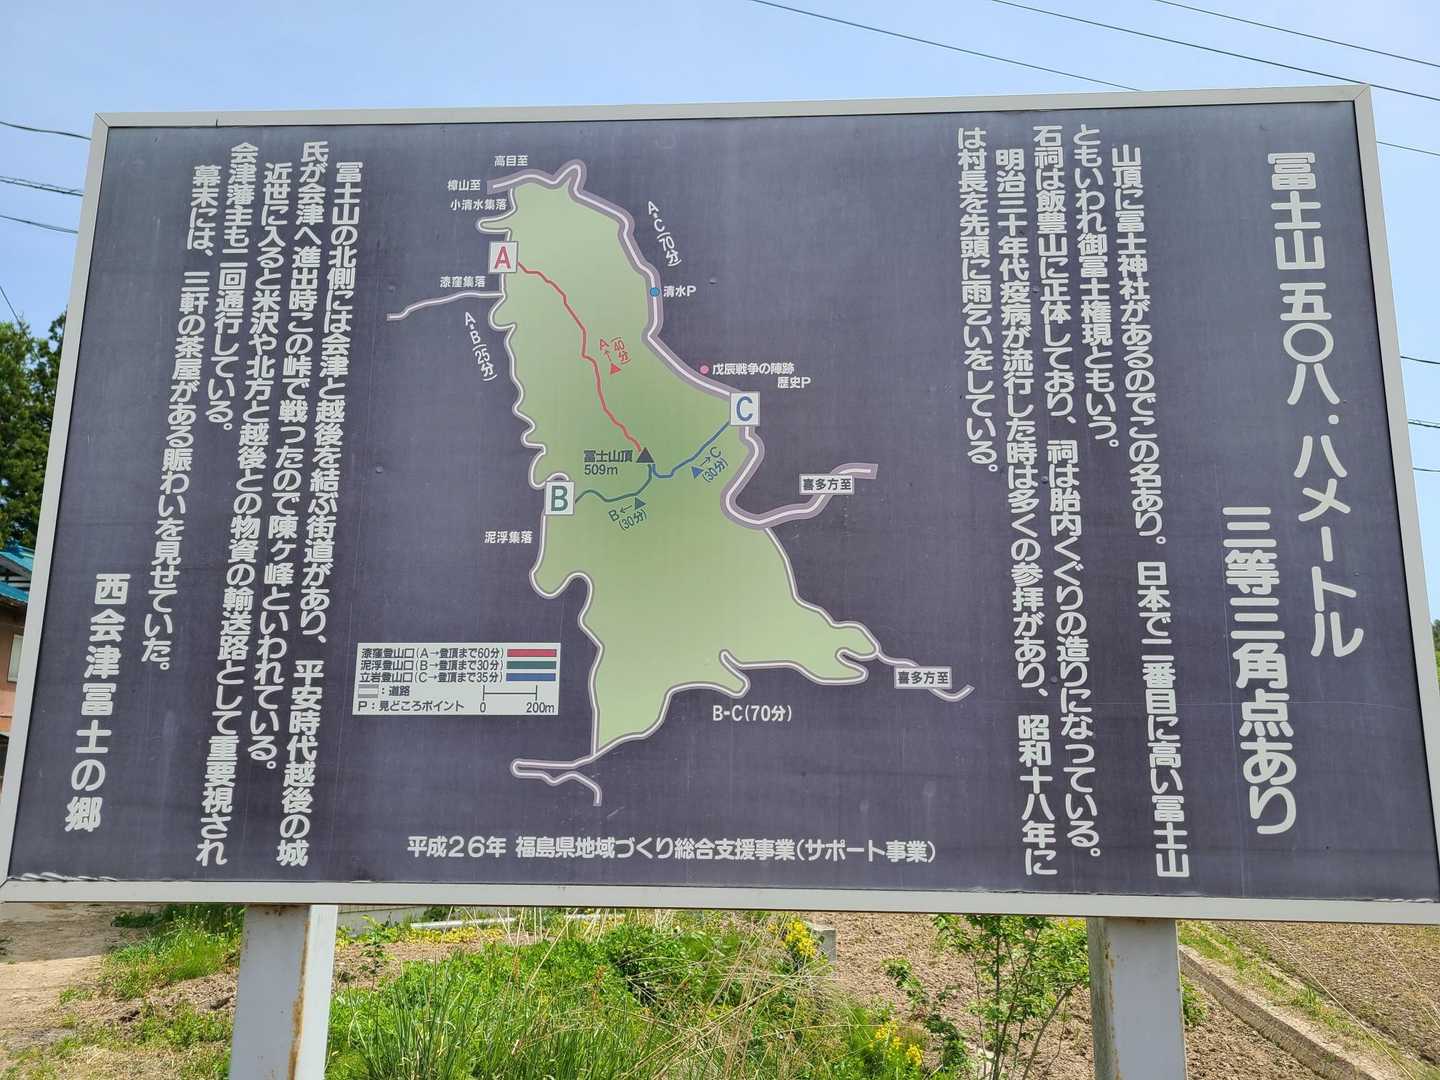 冨士山五〇八.八メートル
三等三角点あり
山頂に冨士神社があるのでこの名あり。日本で二番目に高い冨士山
ともいわれ御冨士権現ともいう。
石祠は飯豊山に正体しており、祠は胎内くぐりの造りになっている。
明治三十年代疫病が流行した時は多くの参拝があり、昭和十八年に
は村長を先頭に雨乞いをしている。
高目至
樟山至
小清水集落
A
漆窪集落
A-B(25分)
A-C(70分)
清水P
A←▲
(40分)
戊辰戦争の陣跡
歴史P
C
冨士山頂
509m
▲→C
(30分)
B
B←▲
(30分)
喜多方至
泥浮集落
漆窪登山口(A→登頂まで60分)
泥浮登山口(B→登頂まで30分)
立岩登山口(C→登頂まで35分)
:道路
P:見どころポイント
0 200m
喜多方至
B-C(70分)
平成26年 福島県地域づくり総合支援事業(サポート事業)
冨士山の北側には会津と越後を結ぶ街道があり、平安時代越後の城
氏が会津へ進出時この峠で戦ったので陳ヶ峰といわれている。
近世に入ると米沢や北方と越後との物資の輸送路として重要視され
会津藩主も二回通行している。
幕末には、三軒の茶屋がある賑わいを見せていた。
西会津冨士の郷